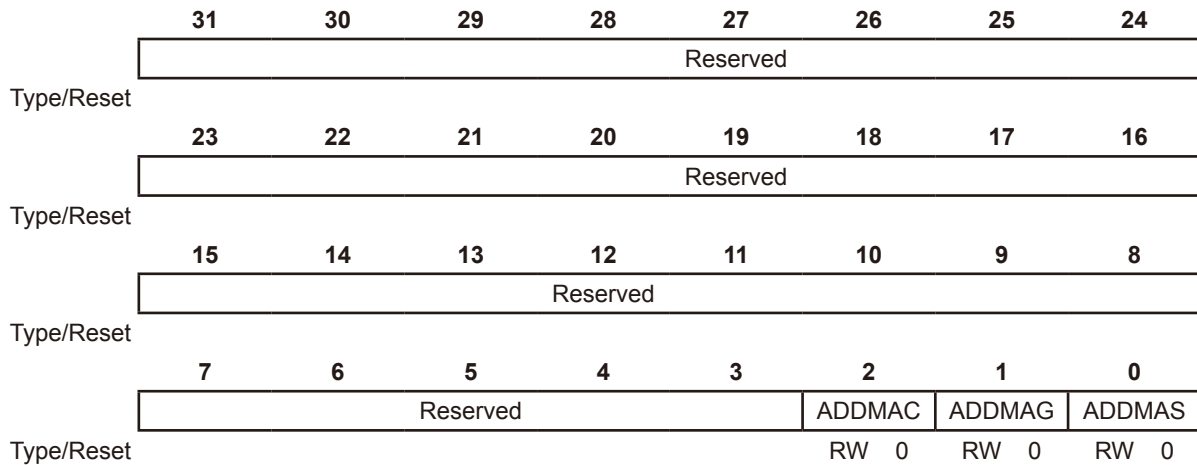 31 30 29 28 27 26 25 24
Reserved
Type/Reset
23 22 21 20 19 18 17 16
Reserved
Type/Reset
15 14 13 12 11 10 9 8
Reserved
Type/Reset
7 6 5 4 3 2 1 0
Reserved ADDMAC ADDMAG ADDMAS
Type/Reset RW 0 RW 0 RW 0